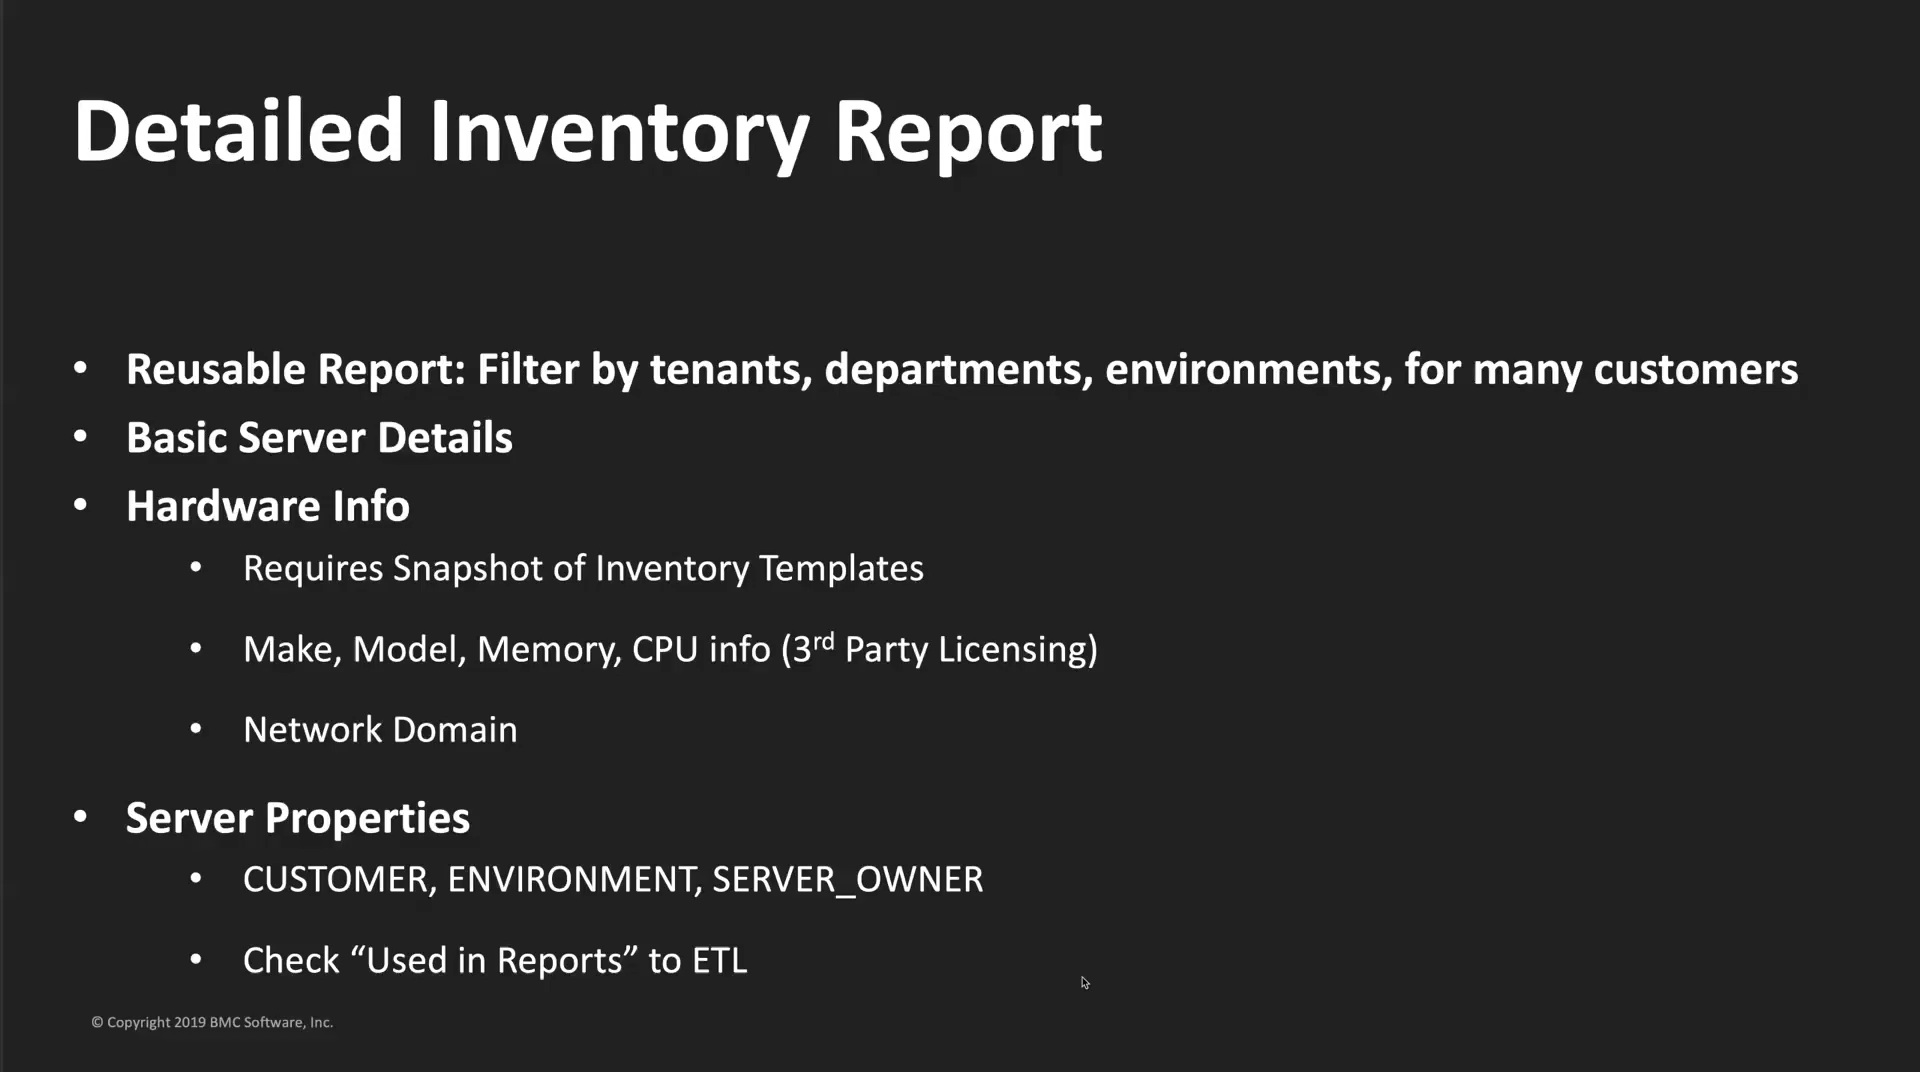 Detailed Inventory Report
• Reusable Report: Filter by tenants, departments, environments, for many customers
• Basic Server Details
• Hardware Info
• Requires Snapshot of Inventory Templates
• Make, Model, Memory, CPU info (3rd Party Licensing)
• Network Domain
• Server Properties
• CUSTOMER, ENVIRONMENT, SERVER_OWNER
• Check “Used in Reports” to ETL
© Copyright 2019 BMC Software, Inc.